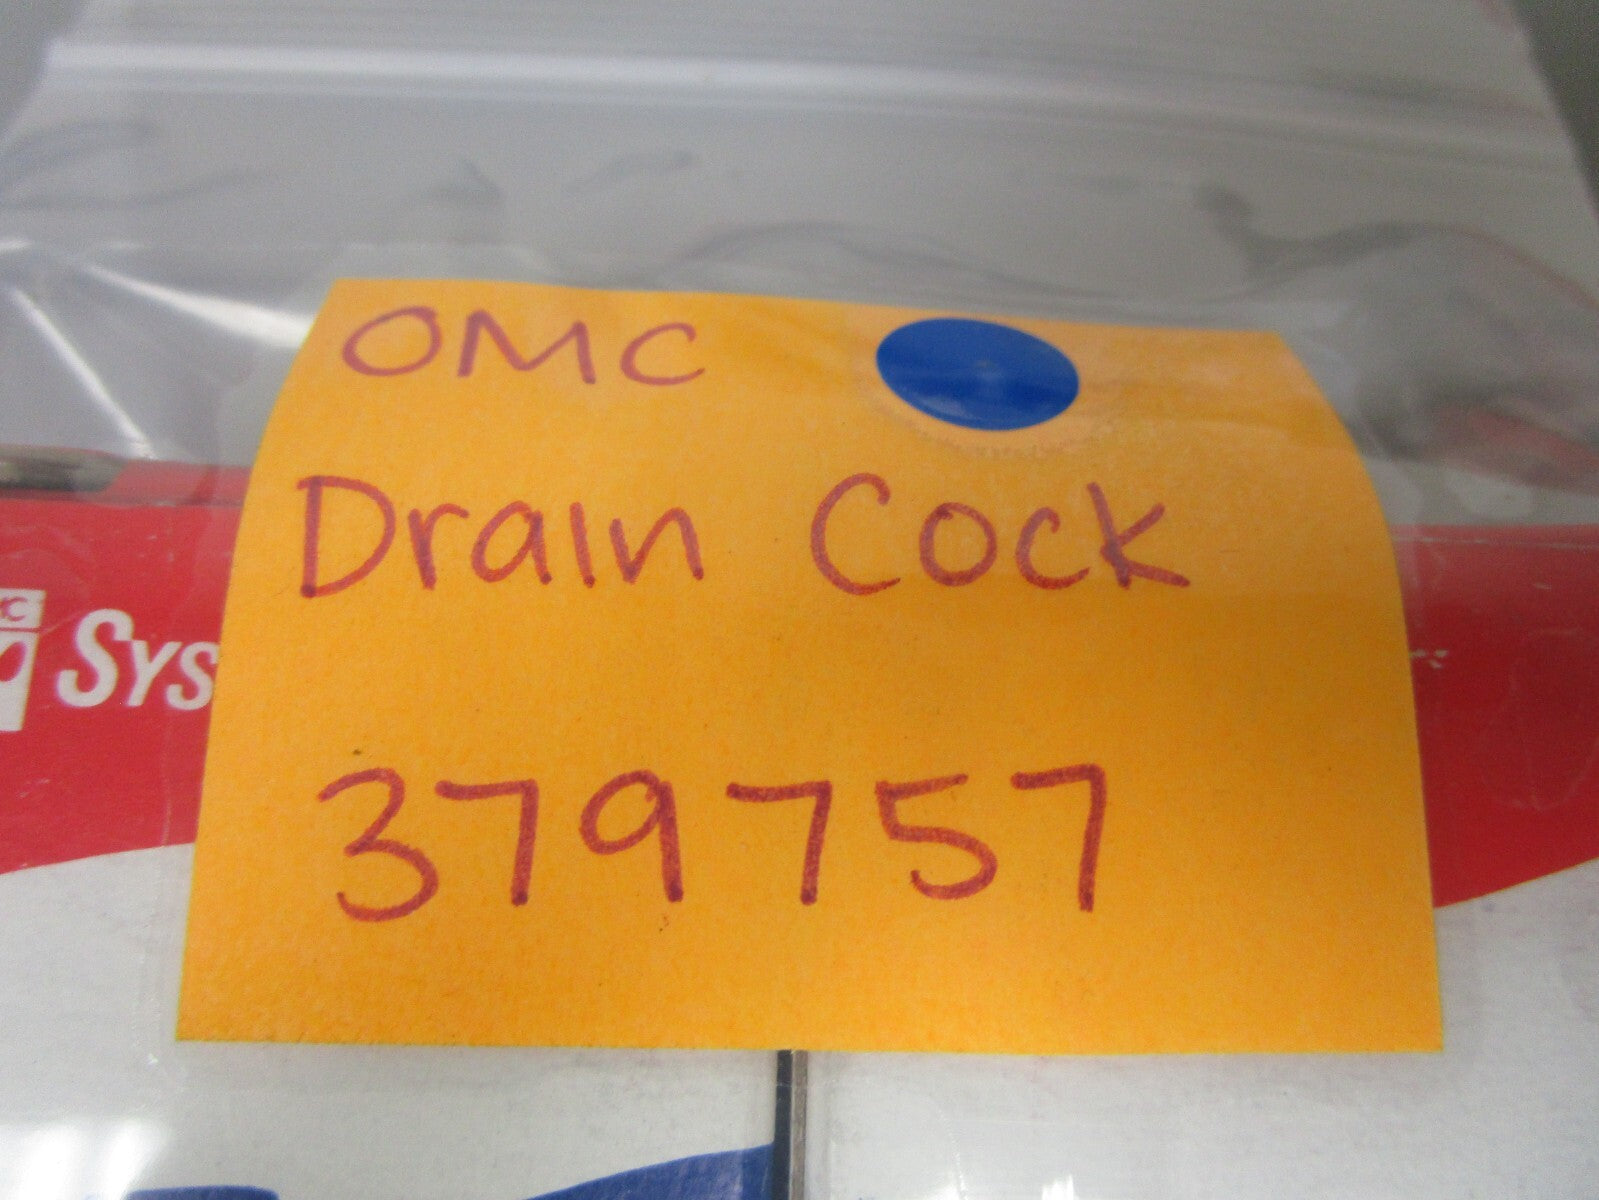 OMC
Drain Cock
SYS
379757